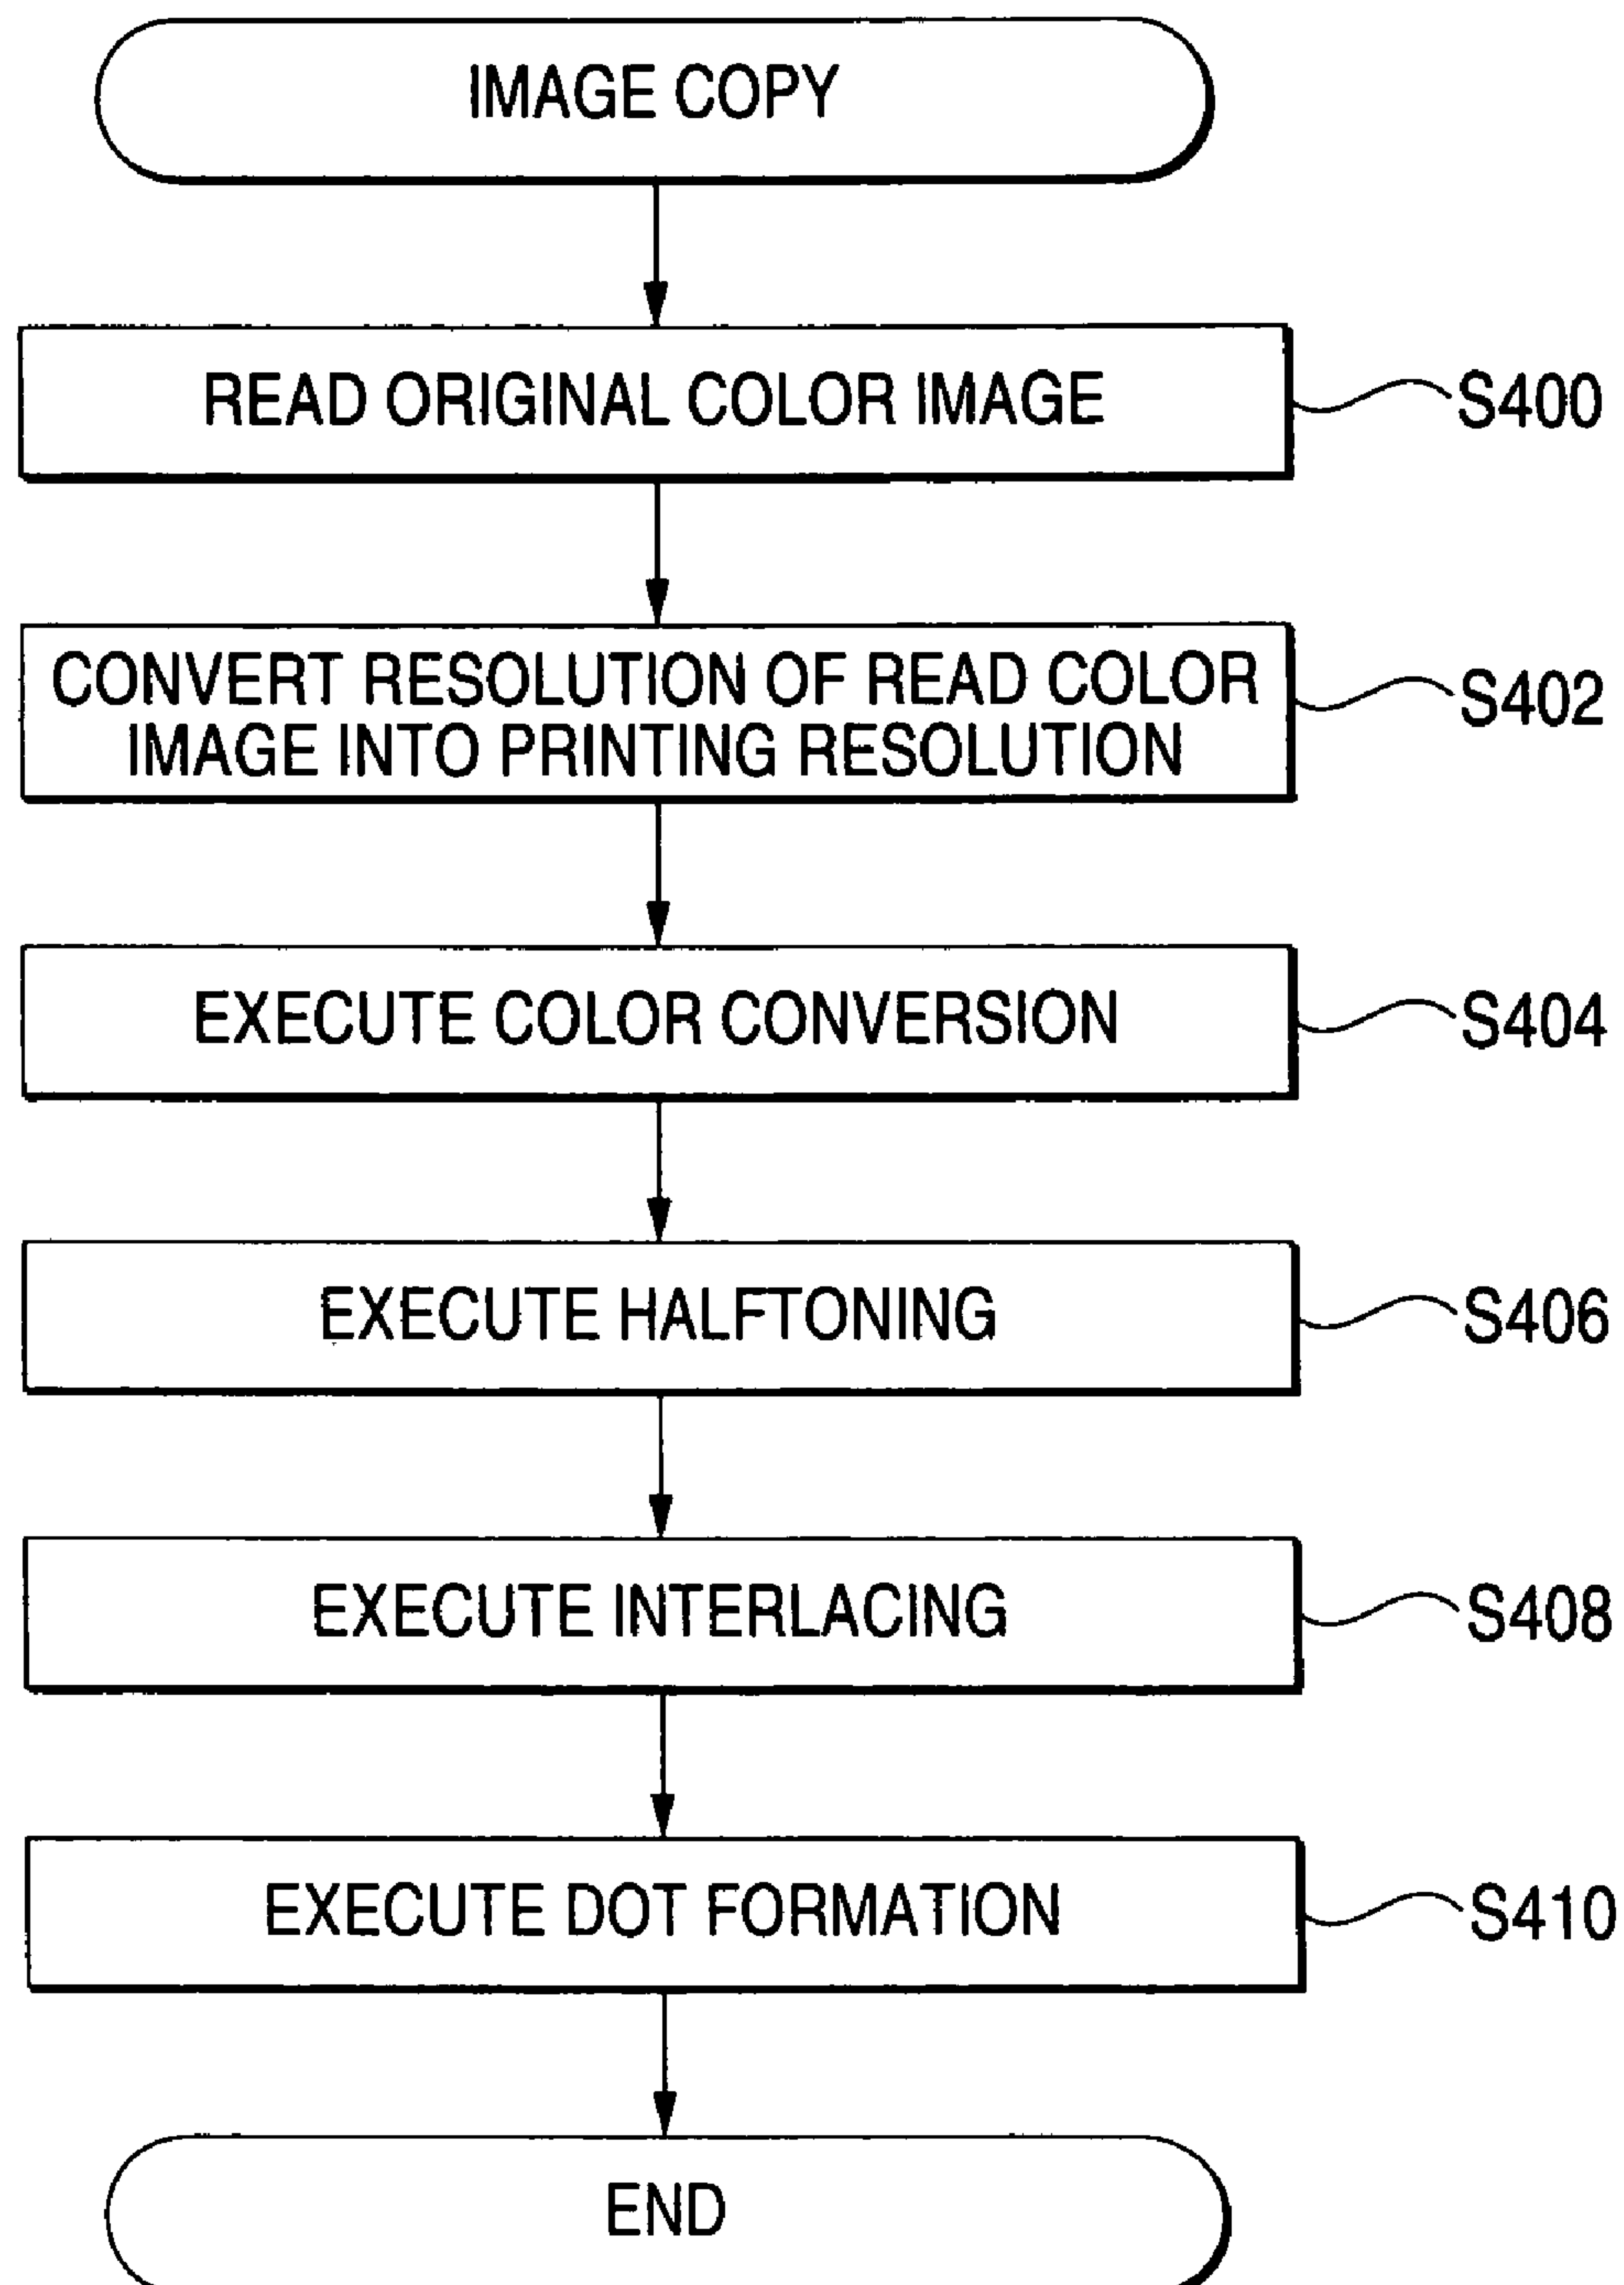 IMAGE COPY
READ ORIGINAL COLOR IMAGE
S400
CONVERT RESOLUTION OF READ COLOR
IMAGE INTO PRINTING RESOLUTION
S402
EXECUTE COLOR CONVERSION
S404
EXECUTE HALFTONING
S406
EXECUTE INTERLACING
S408
EXECUTE DOT FORMATION
S410
END